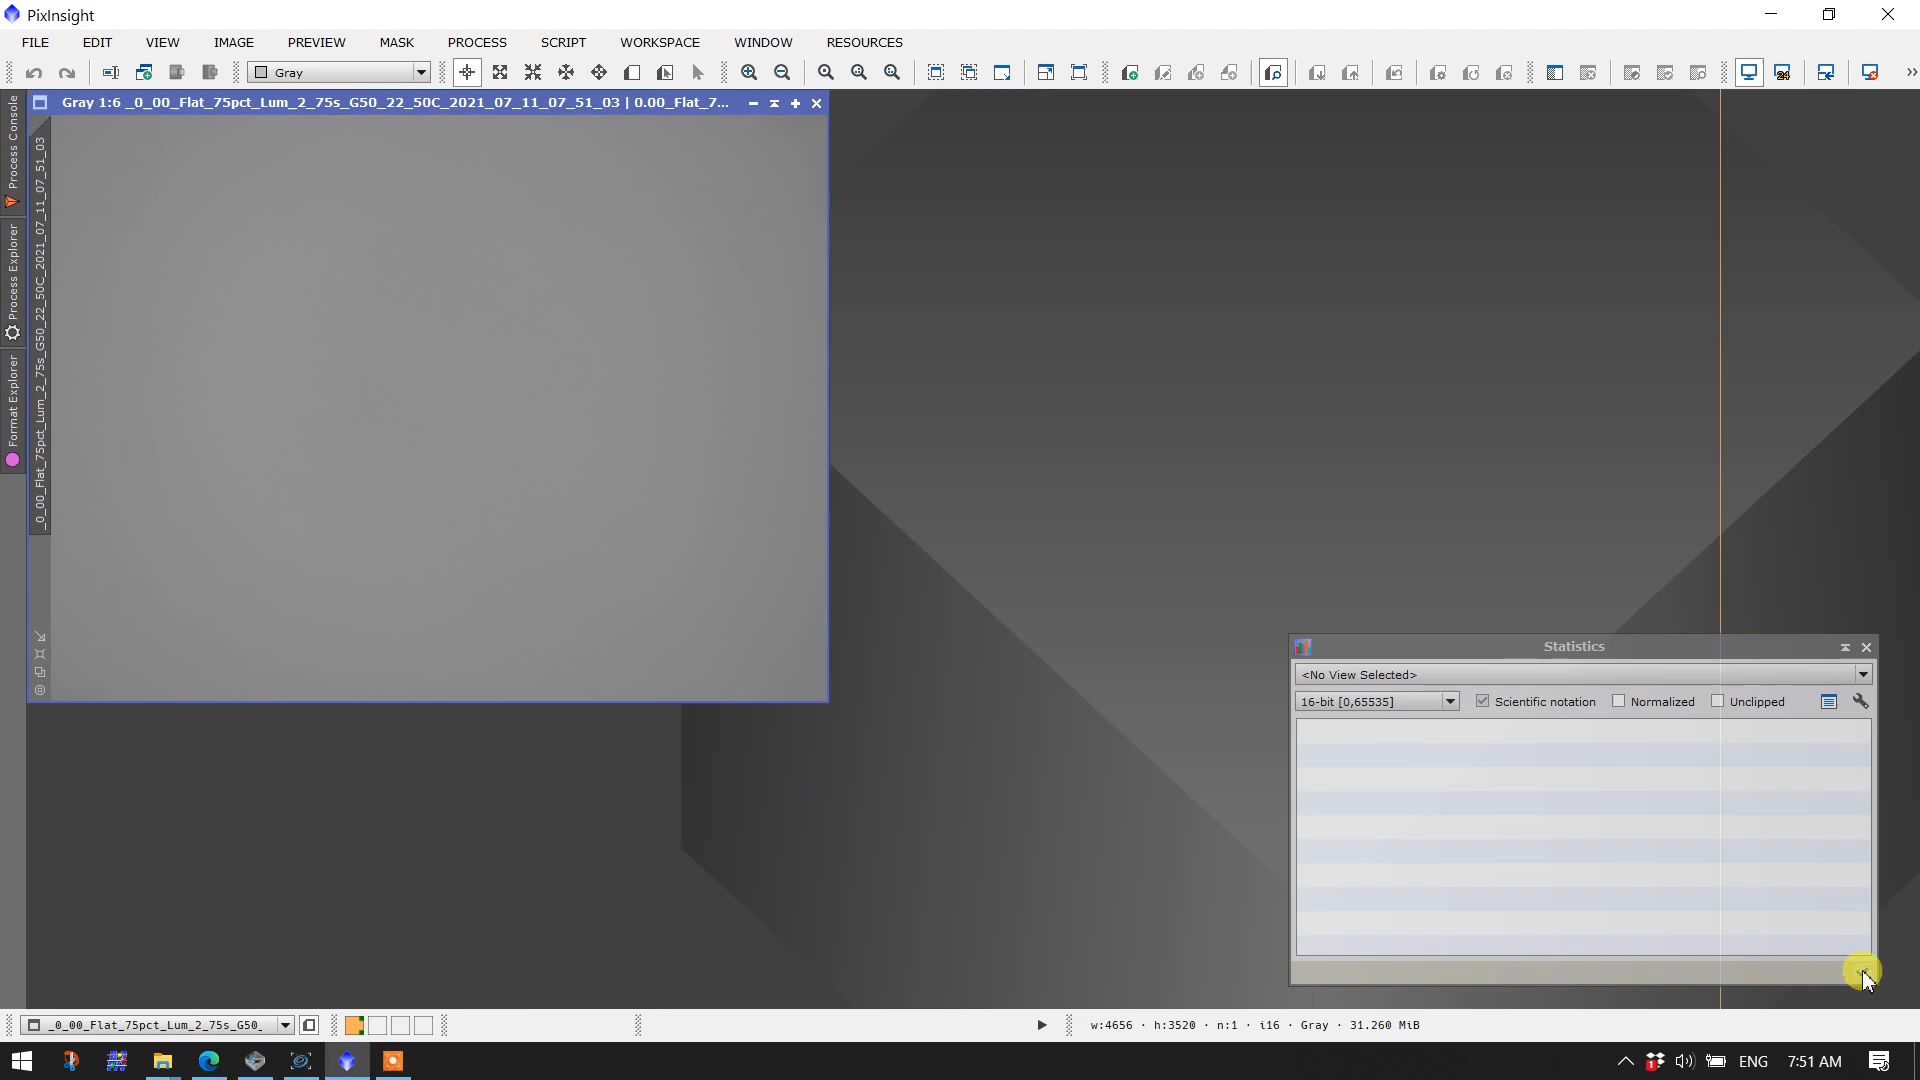 PixInsight
FILE EDIT VIEW IMAGE PREVIEW MASK PROCESS SCRIPT WORKSPACE WINDOW RESOURCES
Gray
24
Gray 1:6 _0_00_Flat_75pct_Lum_2_75s_G50_22_50C_2021_07_11_07_51_03 | 0.00_Flat_7...
Process Console
Process Explorer
Format Explorer
_0_00_Flat_75pct_Lum_2_75s_G50_22_50C_2021_07_11_07_51_03
Statistics
<No View Selected>
16-bit [0,65535] Scientific notation Normalized Unclipped
_0_00_Flat_75pct_Lum_2_75s_G50_
w:4656 · h:3520 · n:1 · i16 · Gray · 31.260 MiB
1 ENG 7:51 AM